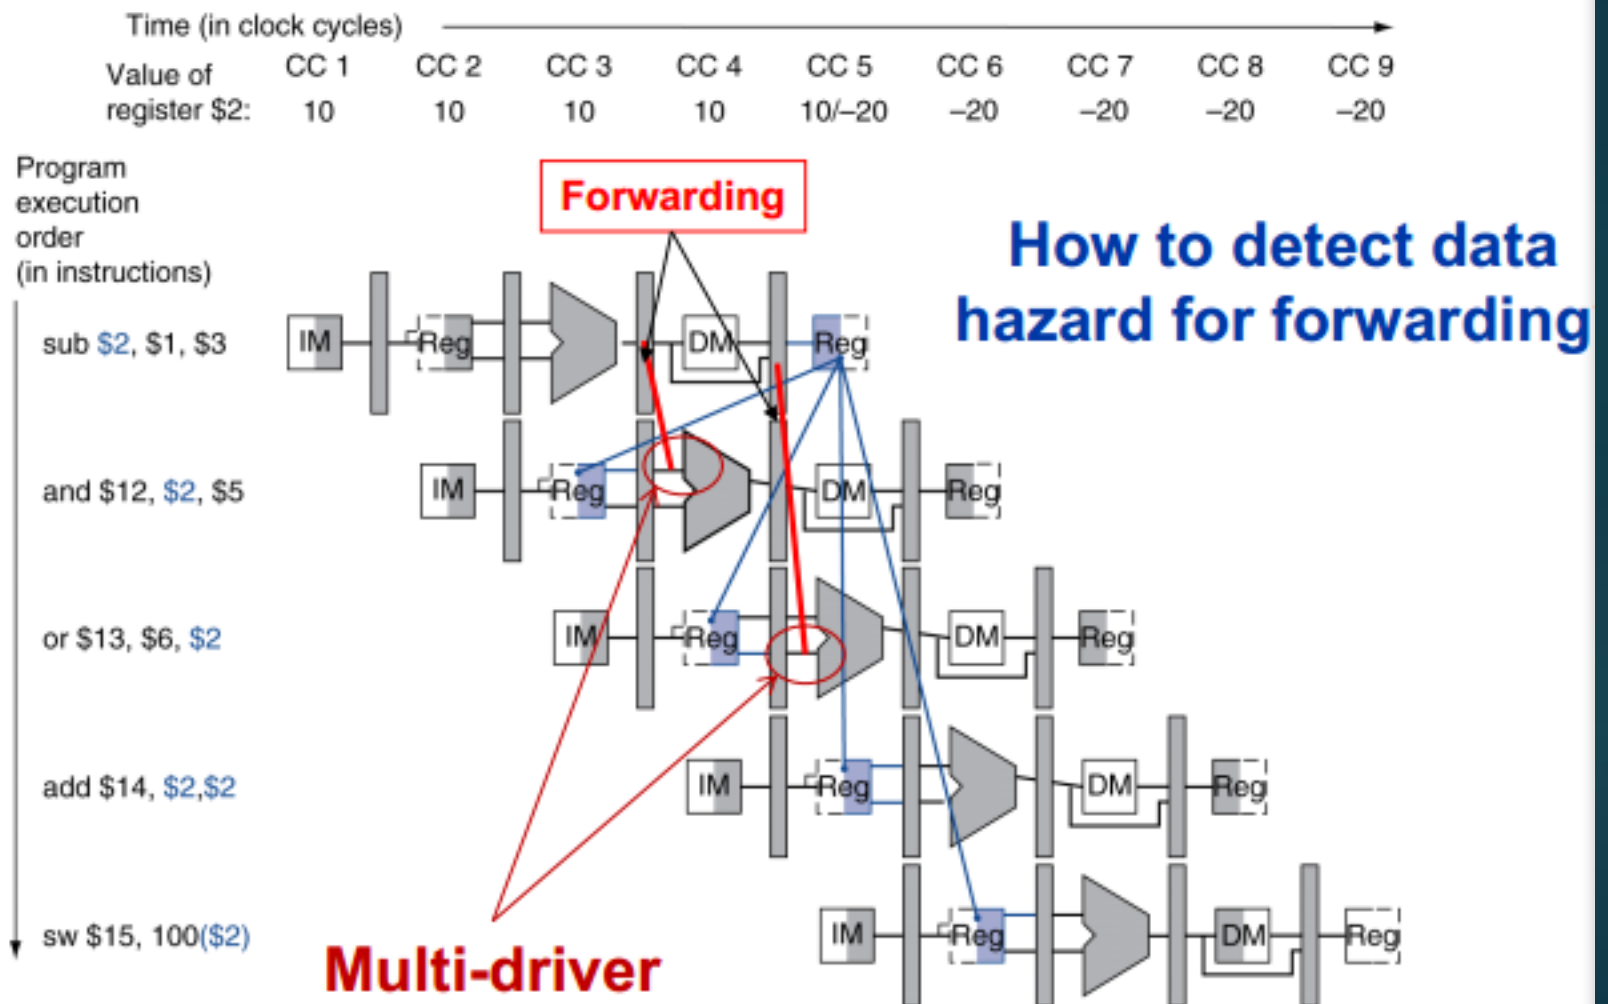 Time (in clock cycles)
Value of register $2:
CC 1 CC 2 CC 3 CC 4 CC 5 CC 6 CC 7 CC 8 CC 9
10 10 10 10 10/–20 –20 –20 –20 –20
Program
execution
order
(in instructions)
Forwarding
How to detect data
hazard for forwarding
sub $2, $1, $3
IM Reg DM Reg
and $12, $2, $5
IM Reg DM Reg
or $13, $6, $2
IM Reg DM Reg
add $14, $2,$2
IM Reg DM Reg
sw $15, 100($2)
IM Reg DM Reg
Multi-driver